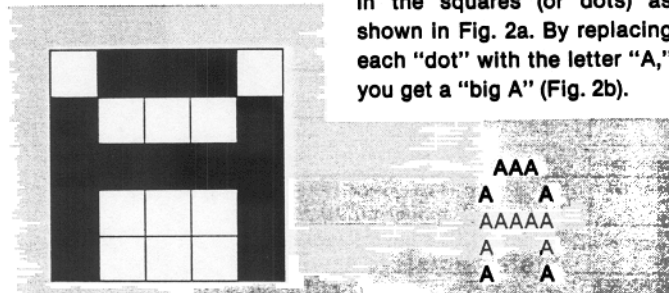 in the squares (or dots) as
shown in Fig. 2a. By replacing
each “dot” with the letter “A,”
you get a “big A” (Fig. 2b).
AAA
A A
AAAAA
A A
A A